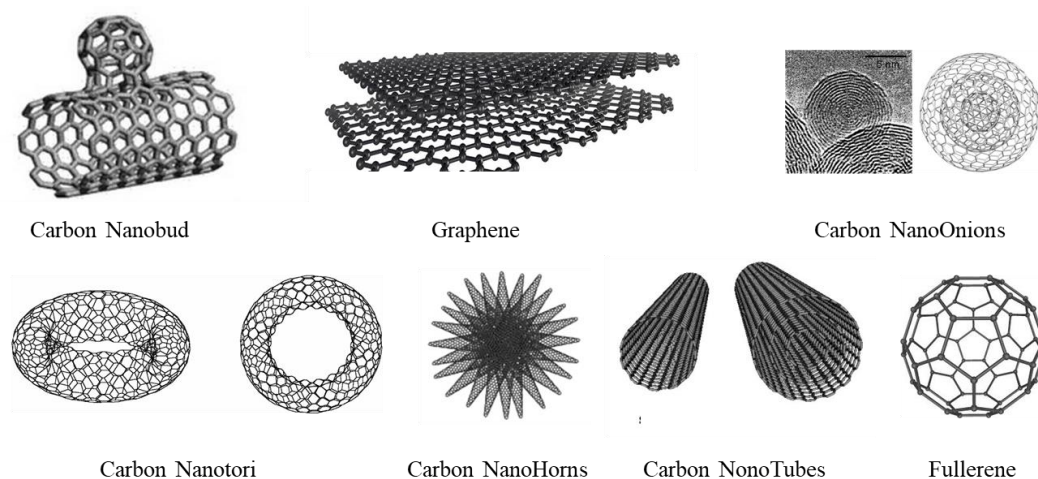 5 nm
Carbon Nanobud
Graphene
Carbon NanoOnions
Carbon Nanotori
Carbon NanoHorns
Carbon NonoTubes
Fullerene